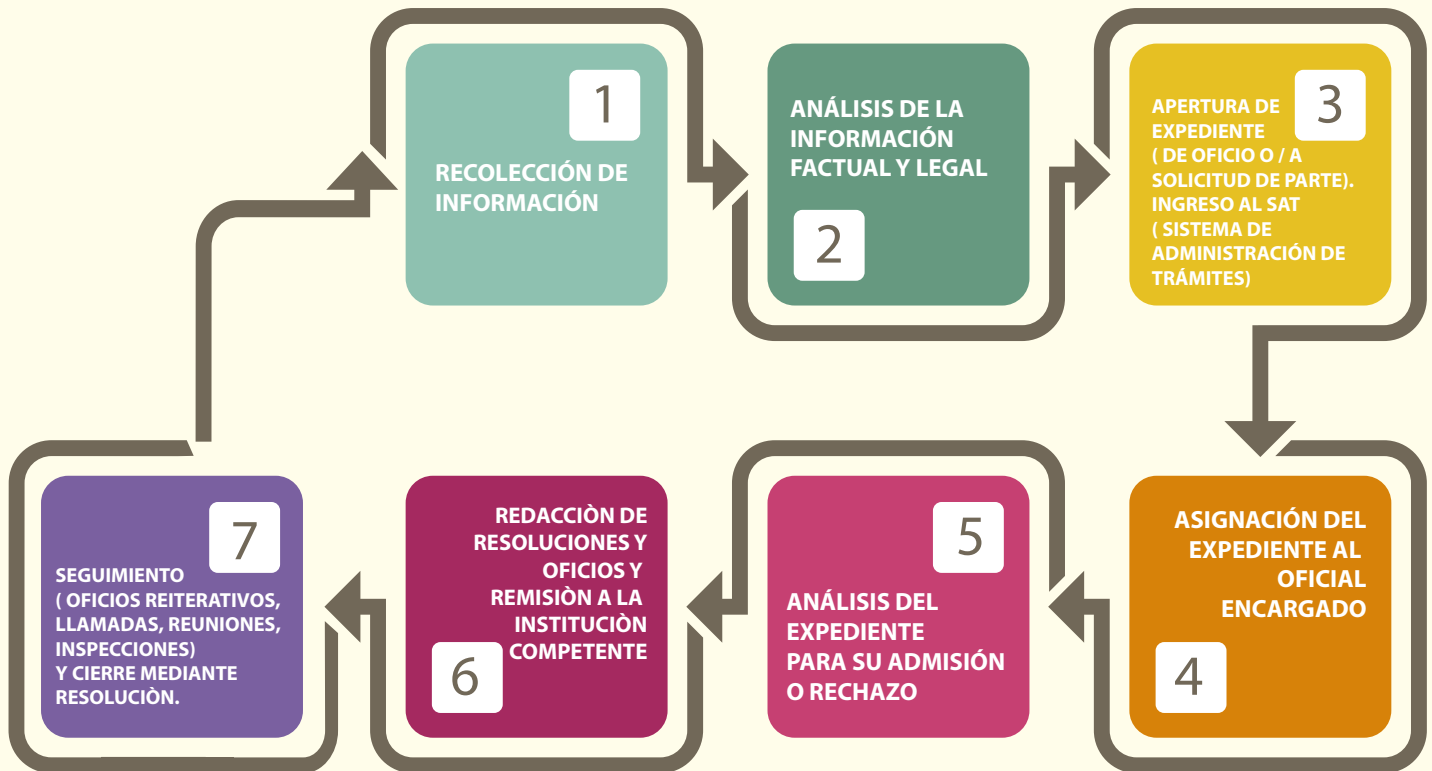 1
RECOLECCIÓN DE
INFORMACIÓN
ANÁLISIS DE LA
INFORMACIÓN
FACTUAL Y LEGAL
2
3
APERTURA DE
EXPEDIENTE
( DE OFICIO O / A
SOLICITUD DE PARTE).
INGRESO AL SAT
( SISTEMA DE
ADMINISTRACIÓN DE
TRÁMITES)
ASIGNACIÓN DEL
EXPEDIENTE AL
OFICIAL
ENCARGADO
4
5
ANÁLISIS DEL
EXPEDIENTE
PARA SU ADMISIÓN
O RECHAZO
REDACCIÒN DE
RESOLUCIONES Y
OFICIOS Y
REMISIÒN A LA
INSTITUCIÒN
COMPETENTE
6
7
SEGUIMIENTO
( OFICIOS REITERATIVOS,
LLAMADAS, REUNIONES,
INSPECCIONES)
Y CIERRE MEDIANTE
RESOLUCIÒN.